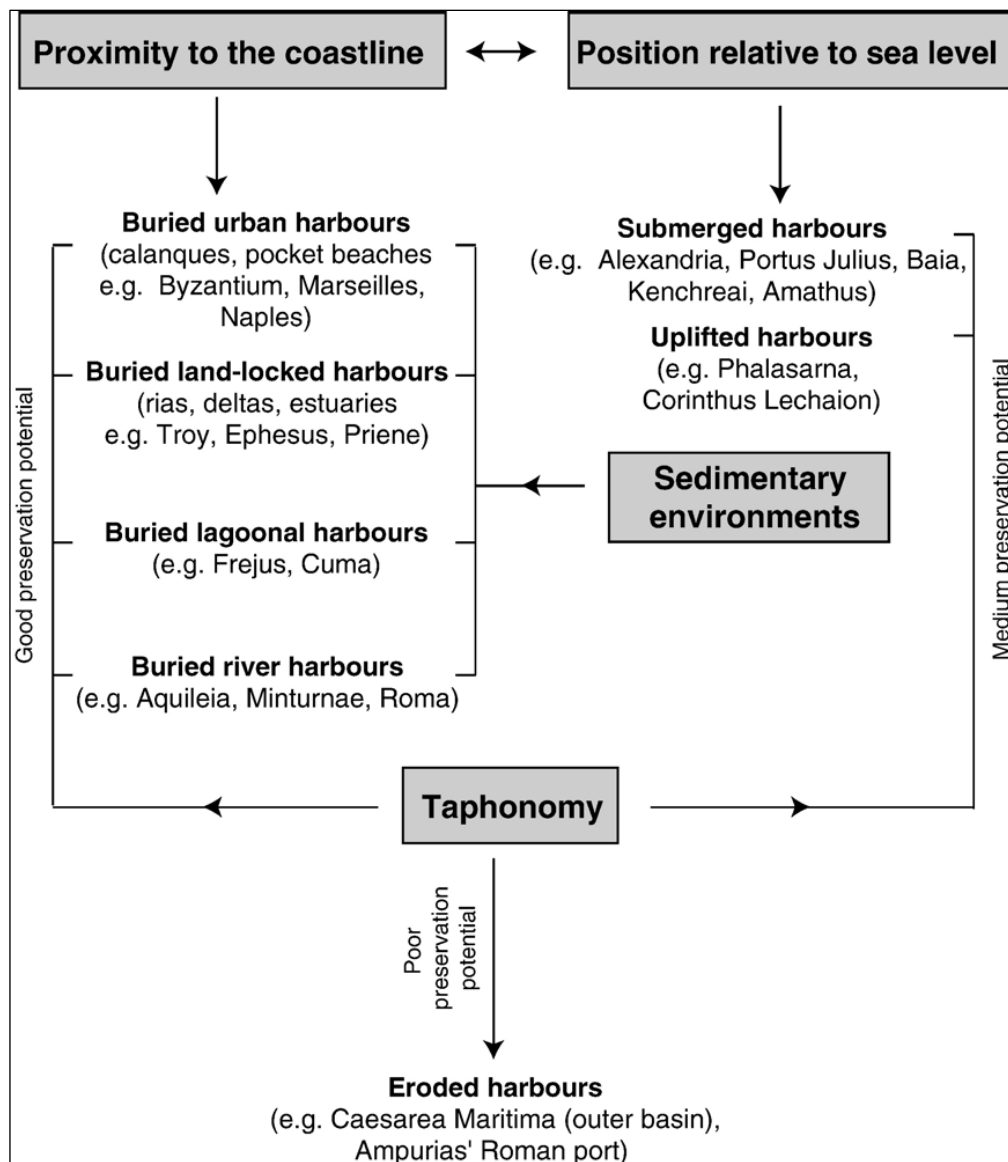 Proximity to the coastline
Position relative to sea level
Buried urban harbours
(calanques, pocket beaches
e.g. Byzantium, Marseilles,
Naples)
Submerged harbours
(e.g. Alexandria, Portus Julius, Baia,
Kenchreai, Amathus)
Uplifted harbours
(e.g. Phalasarna,
Corinthus Lechaion)
Buried land-locked harbours
(rias, deltas, estuaries
e.g. Troy, Ephesus, Priene)
Sedimentary
environments
Buried lagoonal harbours
(e.g. Frejus, Cuma)
Buried river harbours
(e.g. Aquileia, Minturnae, Roma)
Good preservation potential
Medium preservation potential
Taphonomy
Poor
preservation
potential
Eroded harbours
(e.g. Caesarea Maritima (outer basin),
Ampurias' Roman port)